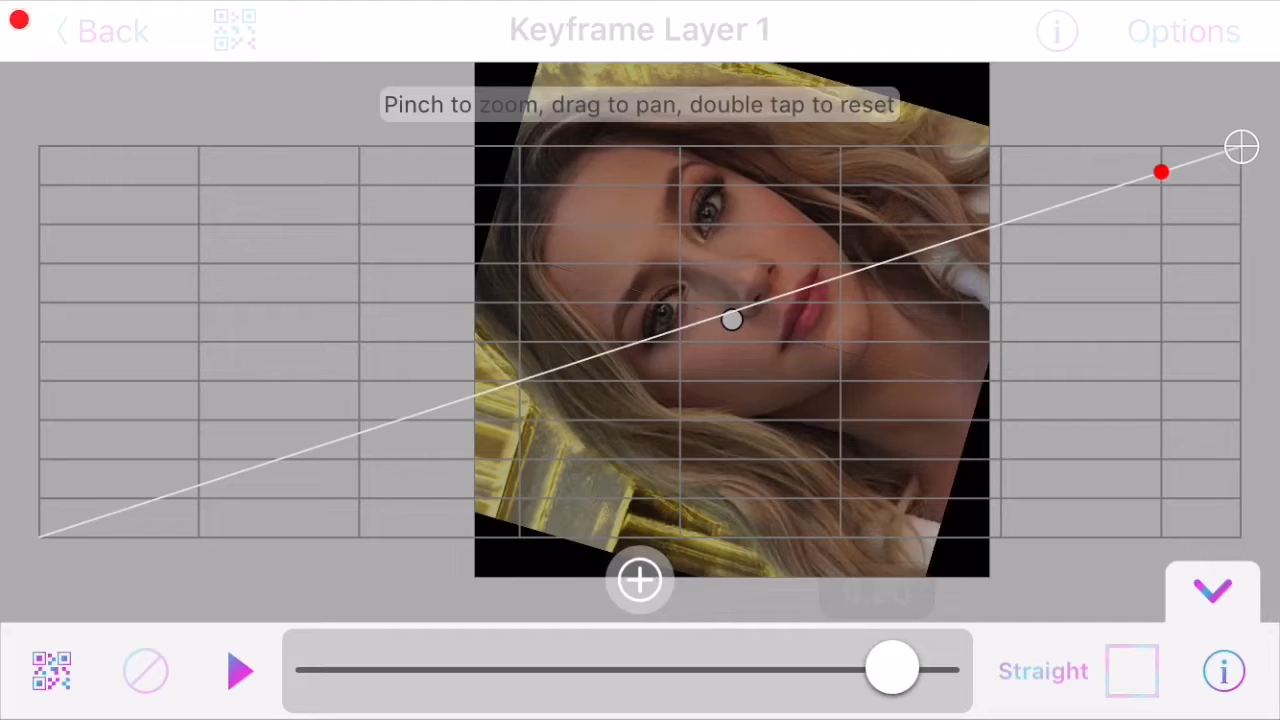 Back
Keyframe Layer 1
Options
Pinch to zoom, drag to pan, double tap to reset
Straight